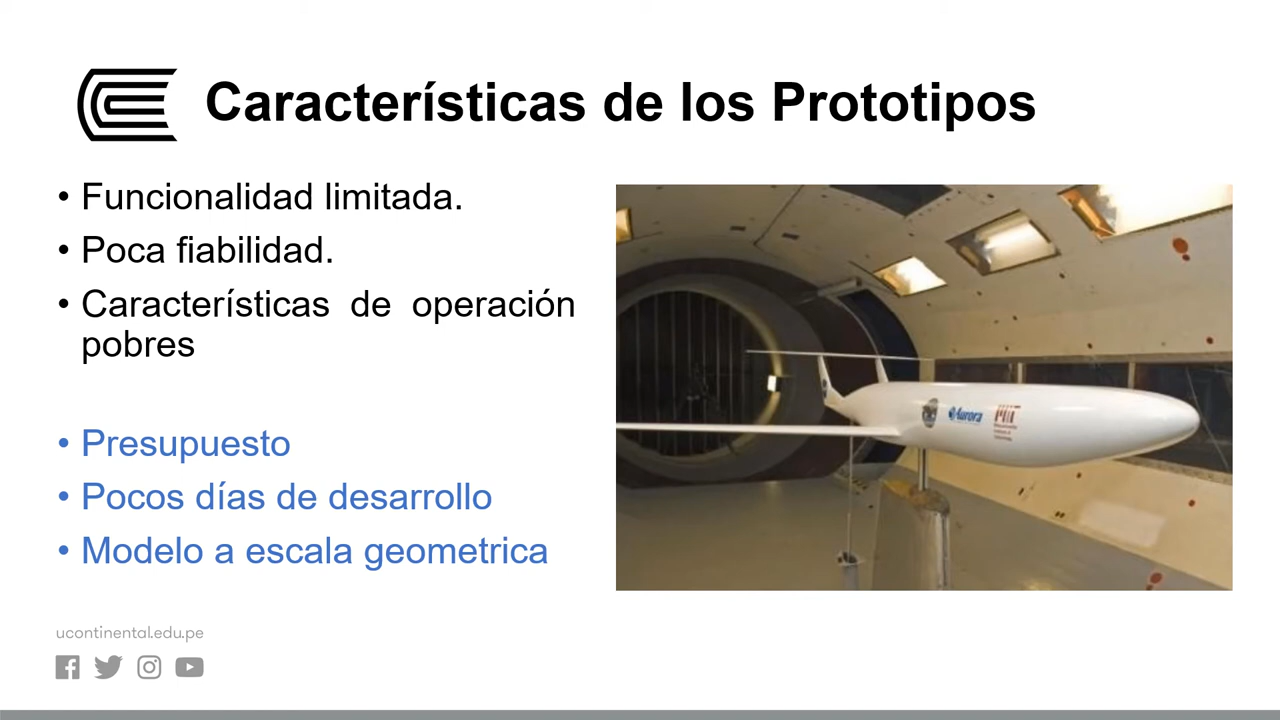 Características de los Prototipos
• Funcionalidad limitada.
• Poca fiabilidad.
• Características de operación
pobres
• Presupuesto
• Pocos días de desarrollo
• Modelo a escala geometrica
Aurora
MIT
ucontinental.edu.pe